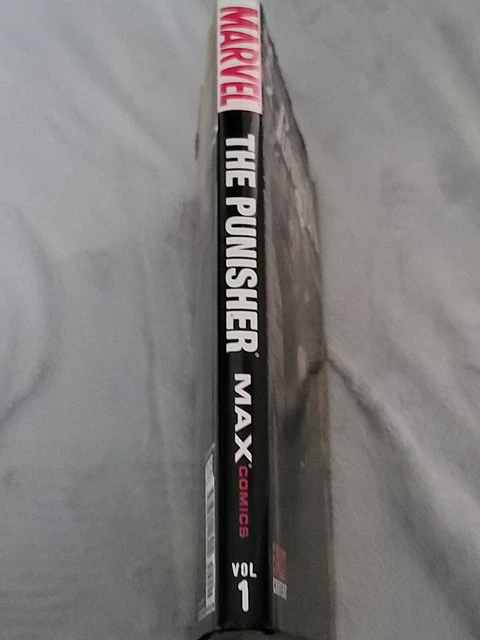 MARVEL
THE PUNISHER
MAX COMICS
VOL
1